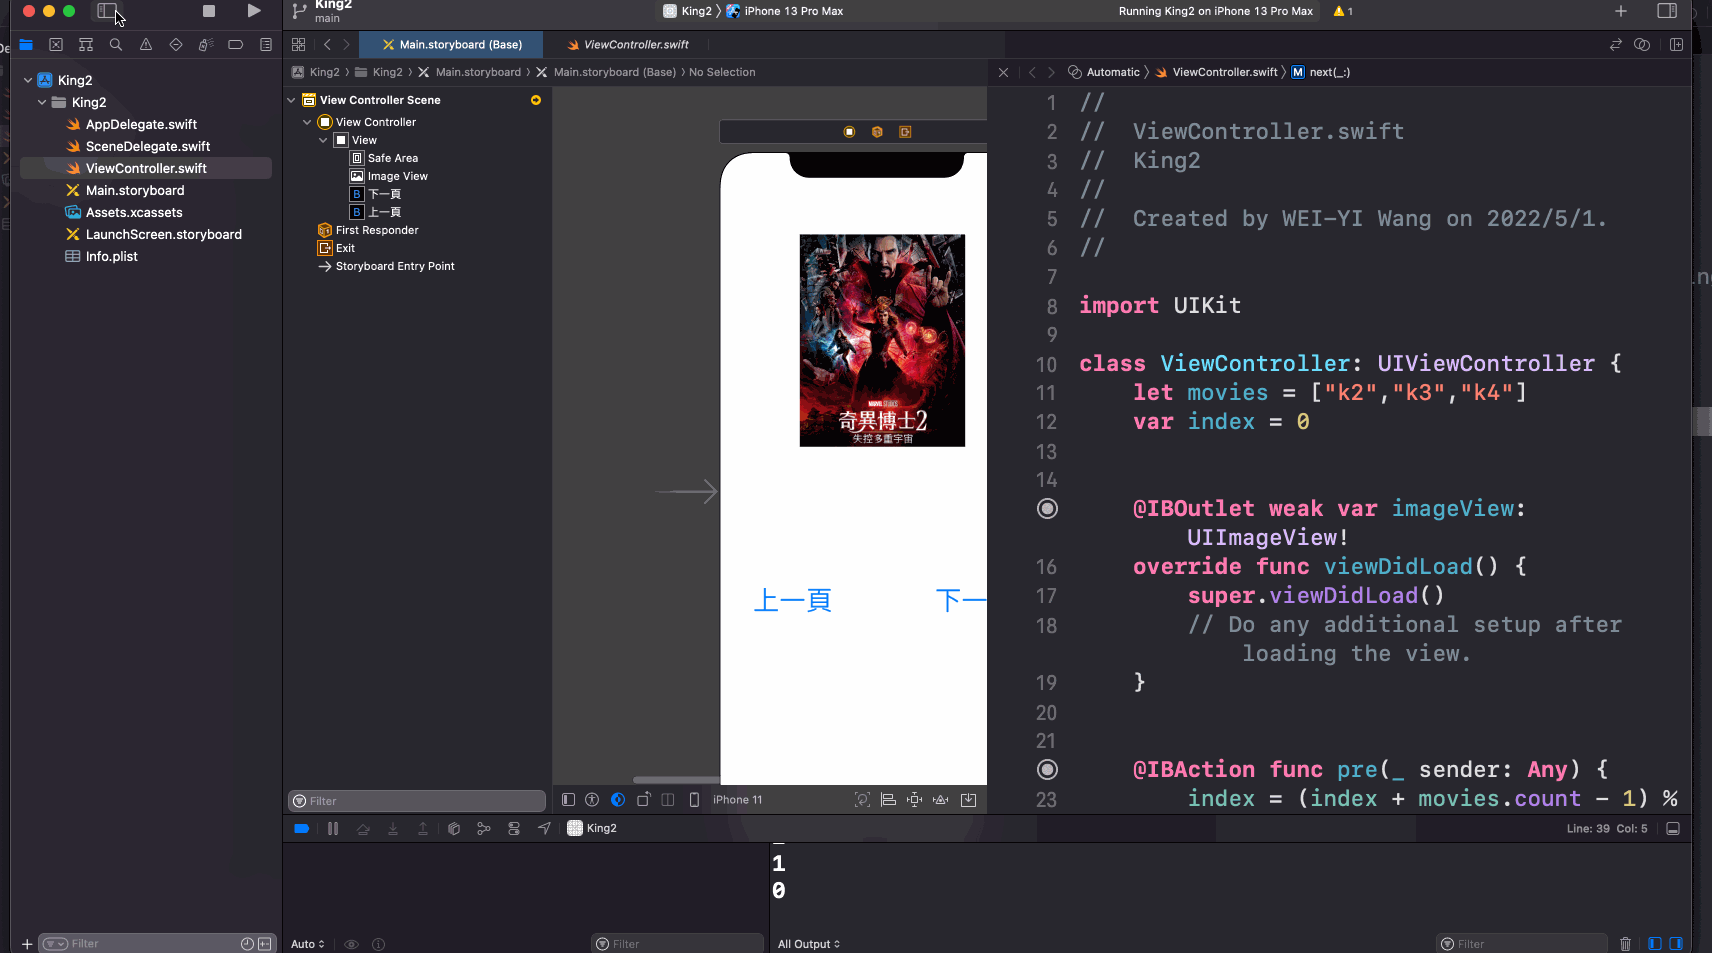 King2
main
King2 〉 iPhone 13 Pro Max
Running King2 on iPhone 13 Pro Max
1
Main.storyboard (Base)
ViewController.swift
King2 〉 King2 〉 Main.storyboard 〉 Main.storyboard (Base) 〉 No Selection
Automatic 〉 ViewController.swift 〉 M next(_:)
King2
King2
AppDelegate.swift
SceneDelegate.swift
ViewController.swift
Main.storyboard
Assets.xcassets
LaunchScreen.storyboard
Info.plist
View Controller Scene
View Controller
View
Safe Area
Image View
B 下一頁
B 上一頁
First Responder
Exit
Storyboard Entry Point
奇異博士2
失控多重宇宙
上一頁
下一
1 //
2 //  ViewController.swift
3 //  King2
4 //
5 //  Created by WEI-YI Wang on 2022/5/1.
6 //
7
8 import UIKit
9
10 class ViewController: UIViewController {
11 let movies = ["k2","k3","k4"]
12 var index = 0
13
14
@IBOutlet weak var imageView:
UIImageView!
16 override func viewDidLoad() {
17 super.viewDidLoad()
18 // Do any additional setup after
loading the view.
19 }
20
21
@IBAction func pre(_ sender: Any) {
23 index = (index + movies.count - 1) %
Filter
iPhone 11
King2
Line: 39 Col: 5
1
0
Filter
Auto
Filter
All Output
Filter